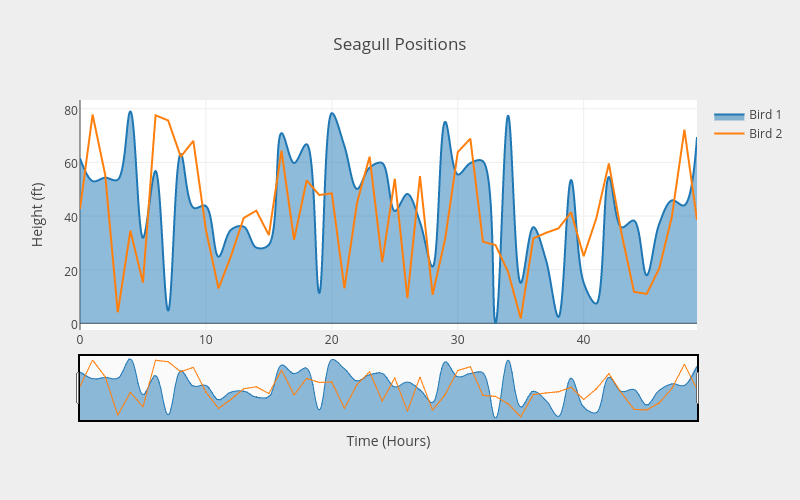 Seagull Positions
Bird 1
Bird 2
Height (ft)
80
60
40
20
0
0 10 20 30 40
Time (Hours)